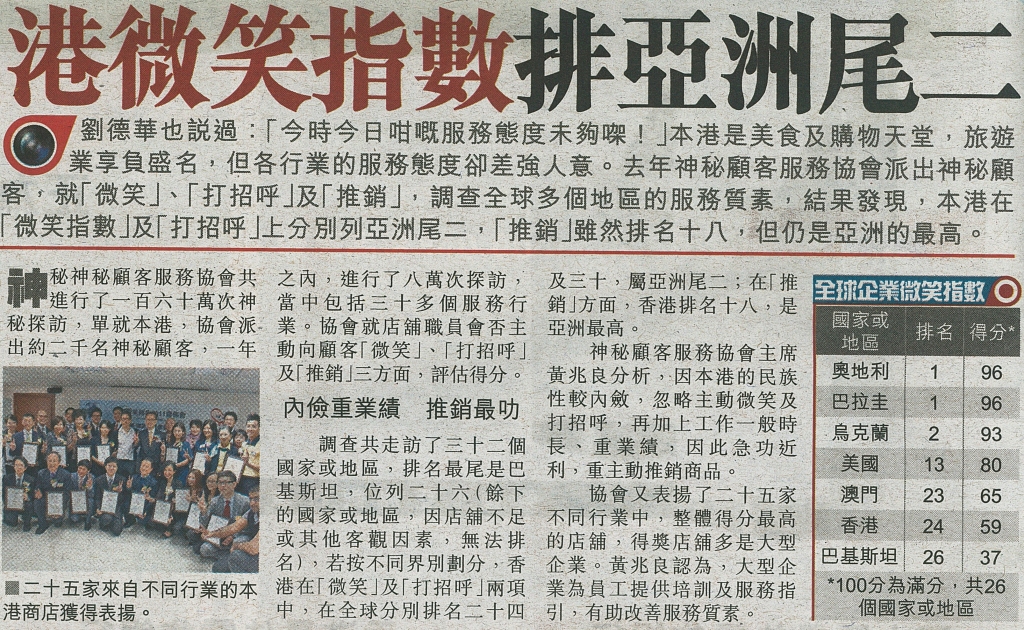 港微笑指數排亞洲尾二
劉德華也説過：「今時今日咁嘅服務態度未夠㗎！」本港是美食及購物天堂，旅遊
業享負盛名，但各行業的服務態度卻差強人意。去年神秘顧客服務協會派出神秘顧
客，就「微笑」、「打招呼」及「推銷」，調查全球多個地區的服務質素，結果發現，本港在
「微笑指數」及「打招呼」上分別列亞洲尾二，「推銷」雖然排名十八，但仍是亞洲的最高。
神秘神秘顧客服務協會共
進行了一百六十萬次神
秘探訪，單就本港，協會派
出約二千名神秘顧客，一年
■二十五家來自不同行業的本
港商店獲得表揚。
之內，進行了八萬次探訪，
當中包括三十多個服務行
業。協會就店舖職員會否主
動向顧客「微笑」、「打招呼」
及「推銷」三方面，評估得分。
內儉重業績　推銷最叻
調查共走訪了三十二個
國家或地區，排名最尾是巴
基斯坦，位列二十六（餘下
的國家或地區，因店舖不足
或其他客觀因素，無法排
名），若按不同界別劃分，香
港在「微笑」及「打招呼」兩項
中，在全球分別排名二十四
及三十，屬亞洲尾二；在「推
銷」方面，香港排名十八，是
亞洲最高。
神秘顧客服務協會主席
黃兆良分析，因本港的民族
性較內斂，忽略主動微笑及
打招呼，再加上工作一般時
長、重業績，因此急功近
利，重主動推銷商品。
協會又表揚了二十五家
不同行業中，整體得分最高
的店舖，得獎店舖多是大型
企業。黃兆良認為，大型企
業為員工提供培訓及服務指
引，有助改善服務質素。
全球企業微笑指數
國家或
地區 排名 得分*
奧地利 1 96
巴拉圭 1 96
烏克蘭 2 93
美國 13 80
澳門 23 65
香港 24 59
巴基斯坦 26 37
*100分為滿分，共26
個國家或地區